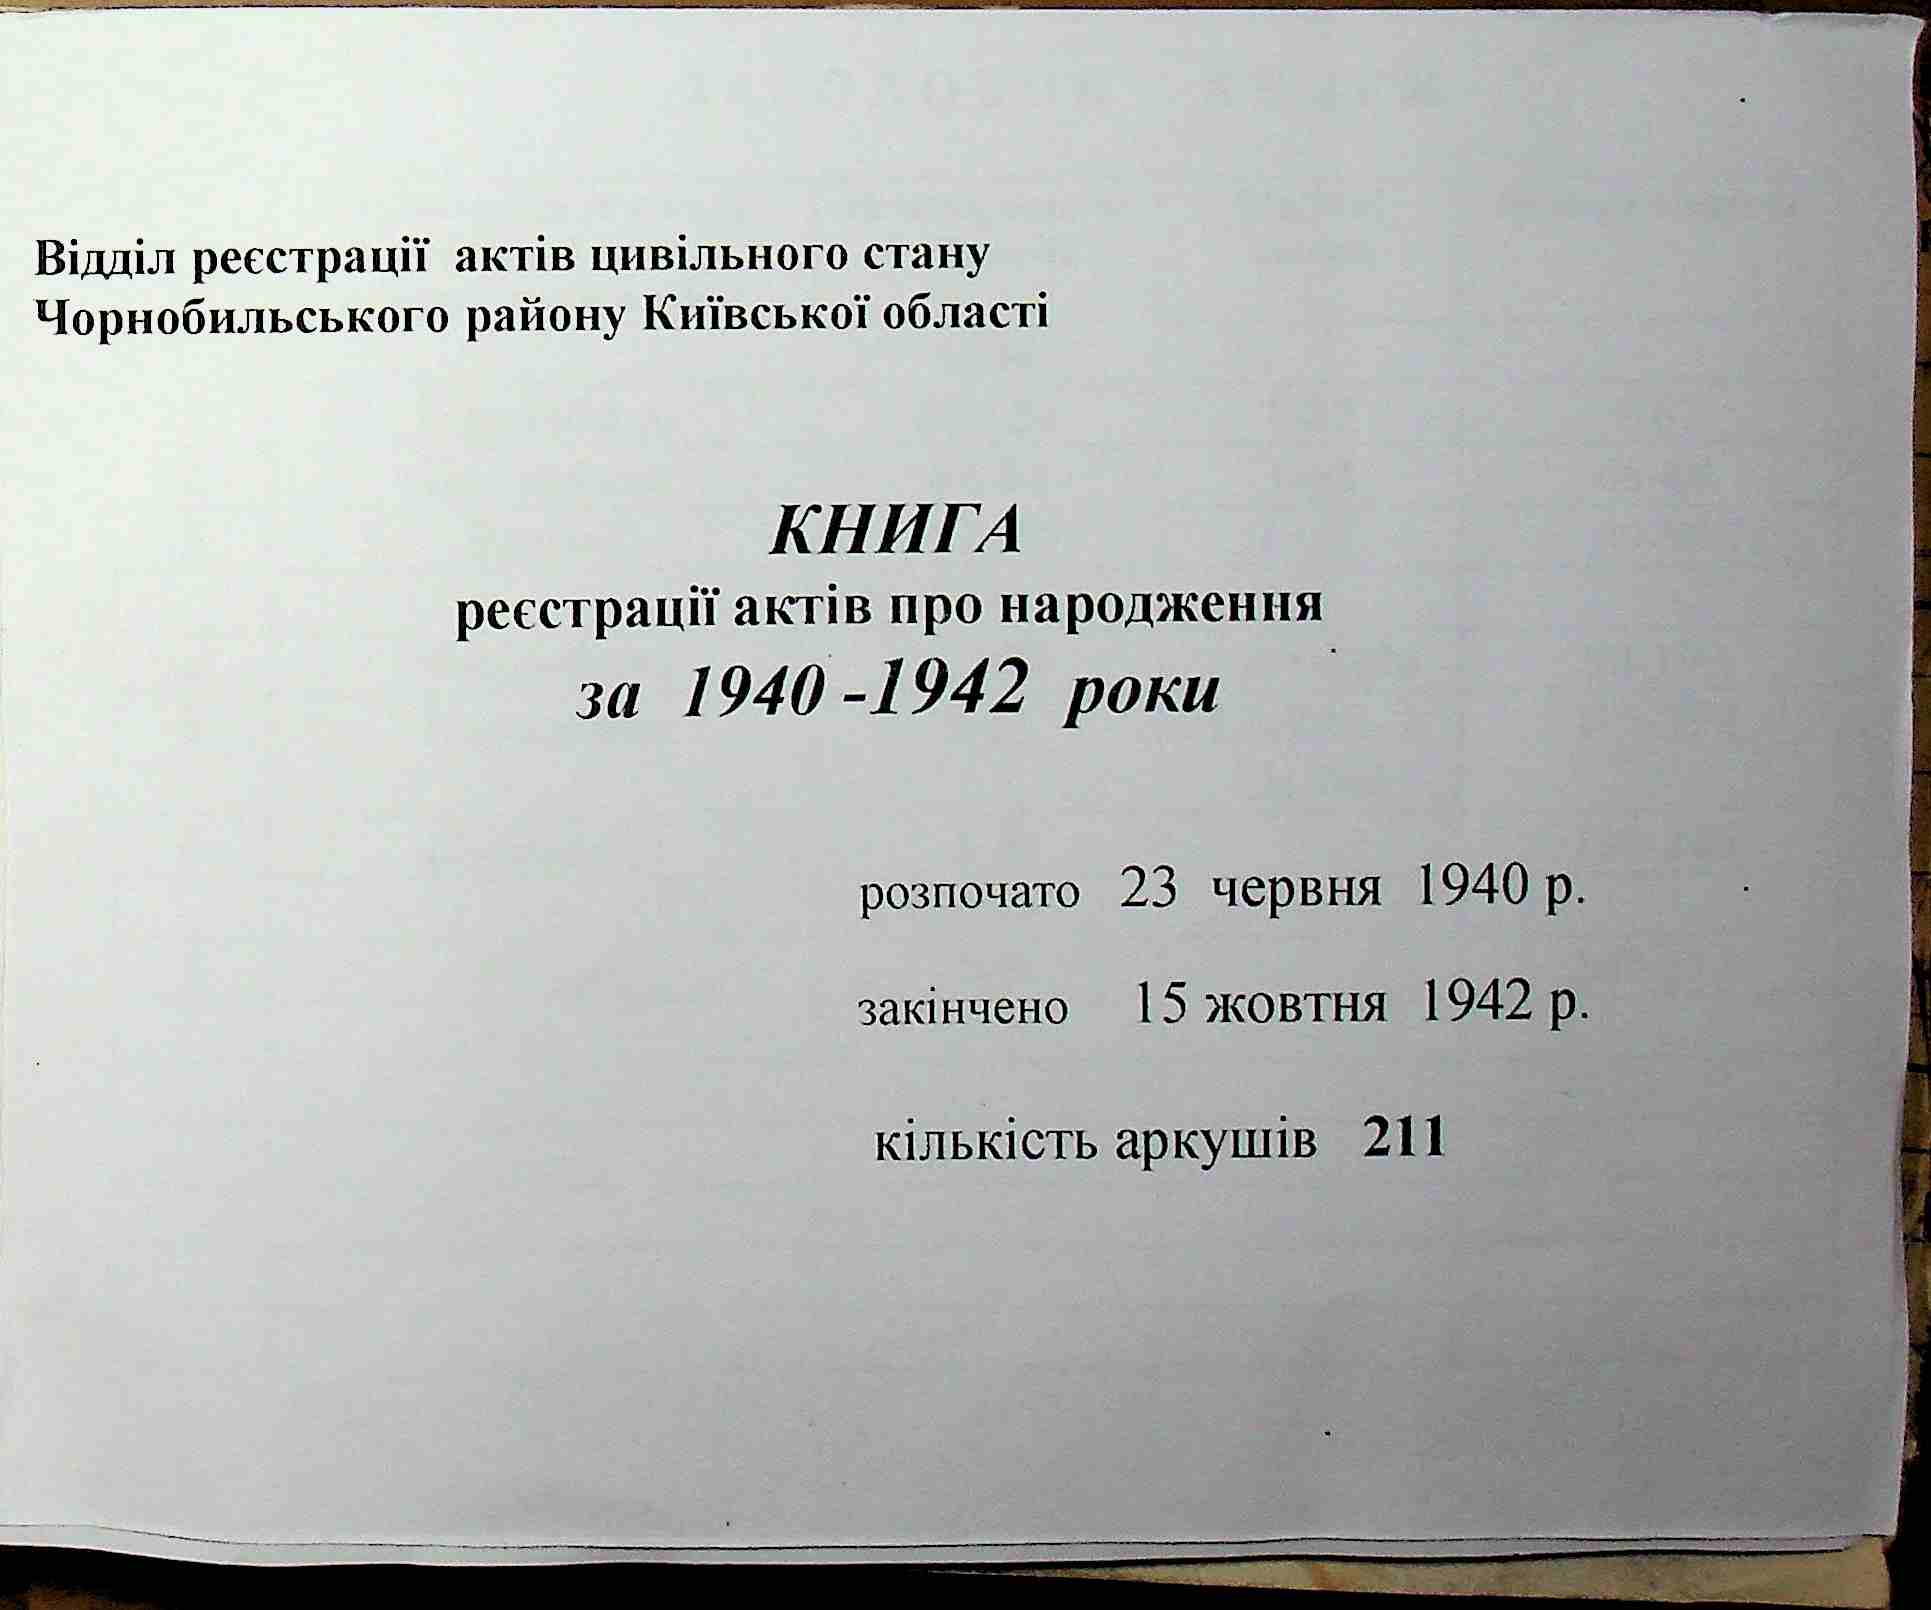 Відділ реєстрації актів цивільного стану
Чорнобильського району Київської області
КНИГА
реєстрації актів про народження
за 1940 -1942 роки
розпочато 23 червня 1940 р.
закінчено 15 жовтня 1942 р.
кількість аркушів 211